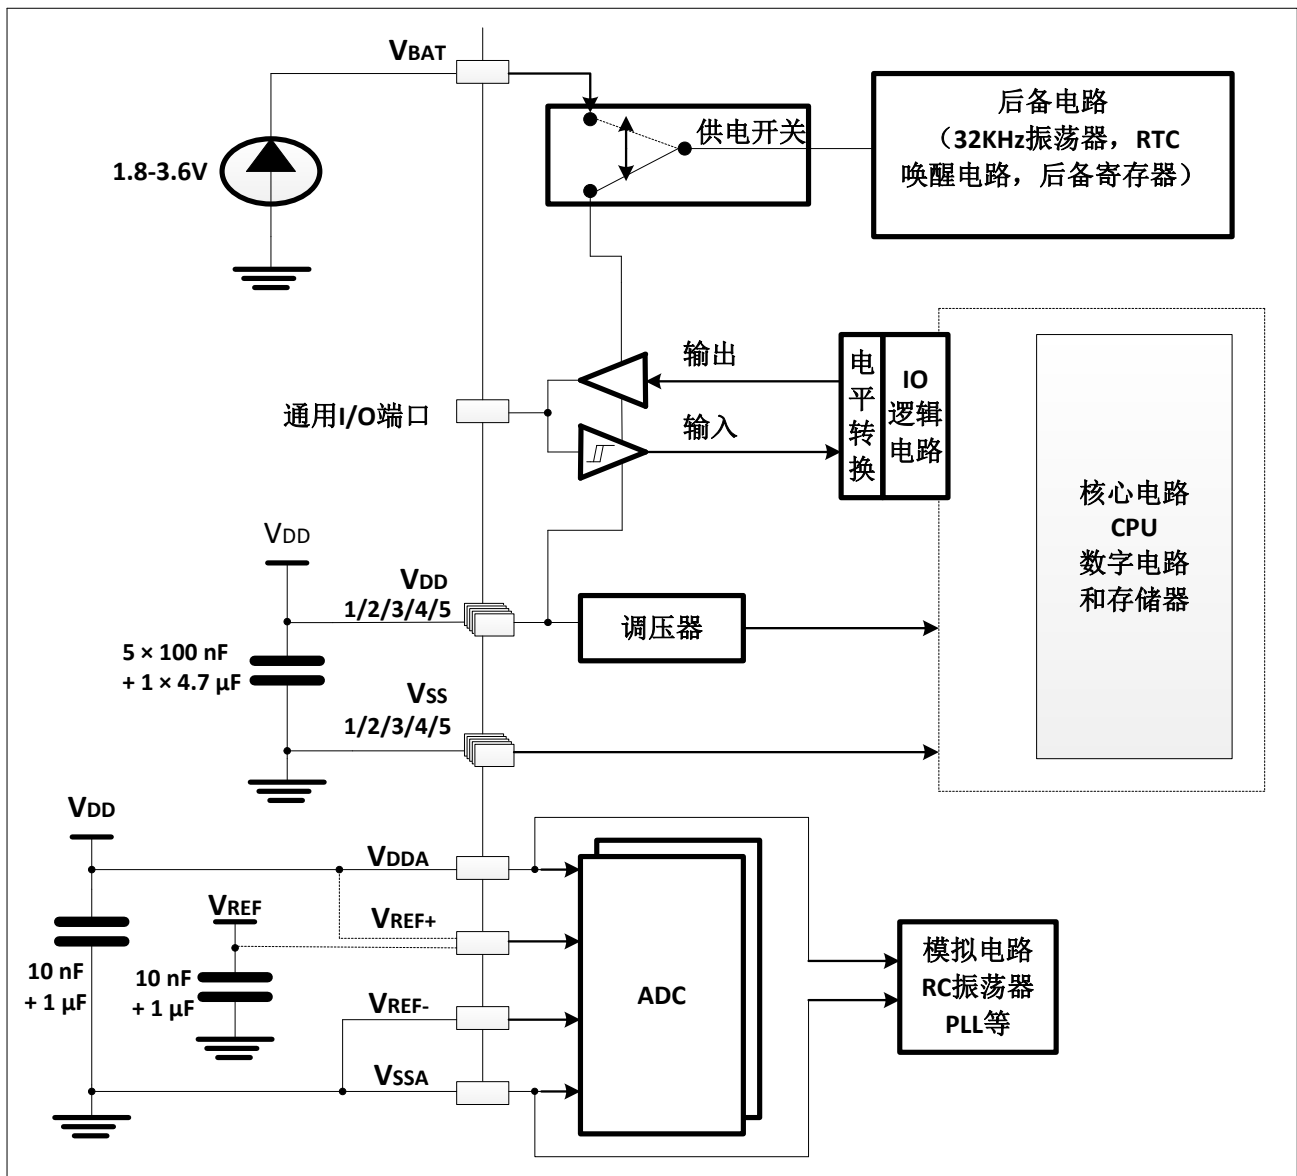 VBAT
1.8-3.6V
供电开关
后备电路
（32KHz振荡器，RTC
唤醒电路，后备寄存器）
通用I/O端口
输出
输入
电平转换
IO
逻辑
电路
核心电路
CPU
数字电路
和存储器
VDD
VDD
1/2/3/4/5
调压器
5 × 100 nF
+ 1 × 4.7 μF
VSS
1/2/3/4/5
VDD
VDDA
VREF
VREF+
10 nF
+ 1 μF
10 nF
+ 1 μF
VREF-
VSSA
ADC
模拟电路
RC振荡器
PLL等